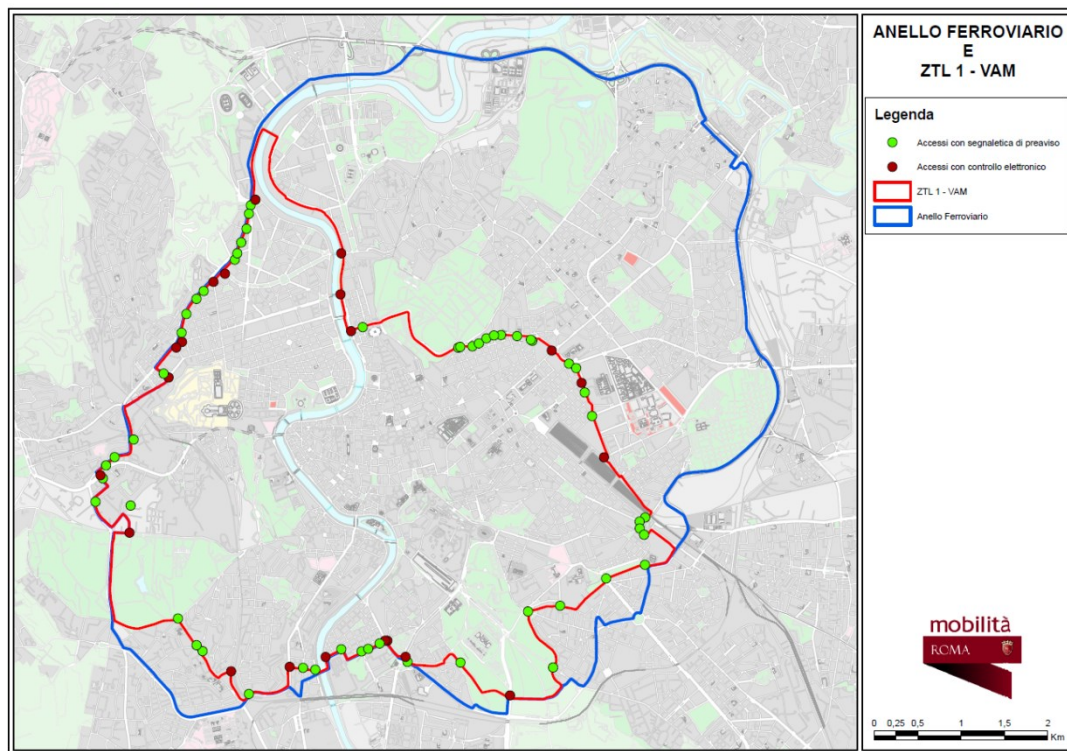 ANELLO FERROVIARIO
E
ZTL 1 - VAM
Legenda
Accessi con segnaletica di preaviso
Accessi con controllo elettronico
ZTL 1 - VAM
Anello Ferroviario
mobilità
ROMA
0 0,25 0,5 1 1,5 2
Km